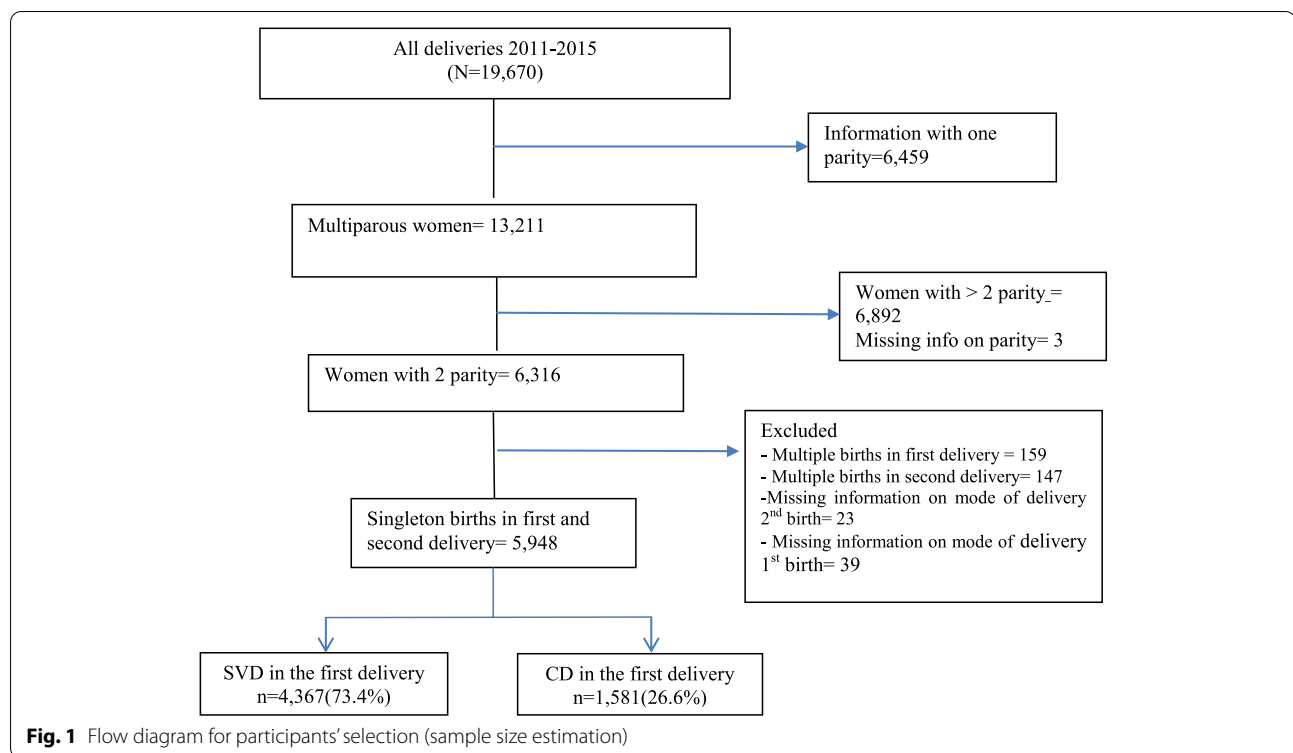 All deliveries 2011-2015
(N=19,670)
Information with one
parity=6,459
Multiparous women= 13,211
Women with > 2 parity_=
6,892
Missing info on parity= 3
Women with 2 parity= 6,316
Excluded
- Multiple births in first delivery = 159
- Multiple births in second delivery= 147
-Missing information on mode of delivery
2nd birth= 23
- Missing information on mode of delivery
1st birth= 39
Singleton births in first and
second delivery= 5,948
SVD in the first delivery
n=4,367(73.4%)
CD in the first delivery
n=1,581(26.6%)
Fig. 1 Flow diagram for participants' selection (sample size estimation)